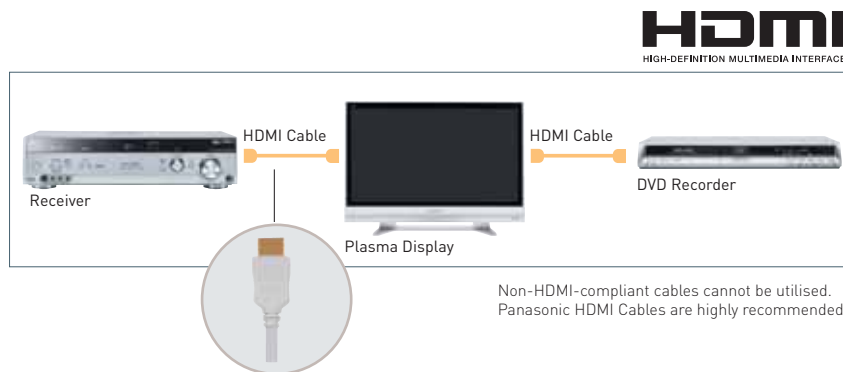 HDMI
HIGH-DEFINITION MULTIMEDIA INTERFACE
HDMI Cable
HDMI Cable
Receiver
DVD Recorder
Plasma Display
Non-HDMI-compliant cables cannot be utilised.
Panasonic HDMI Cables are highly recommended